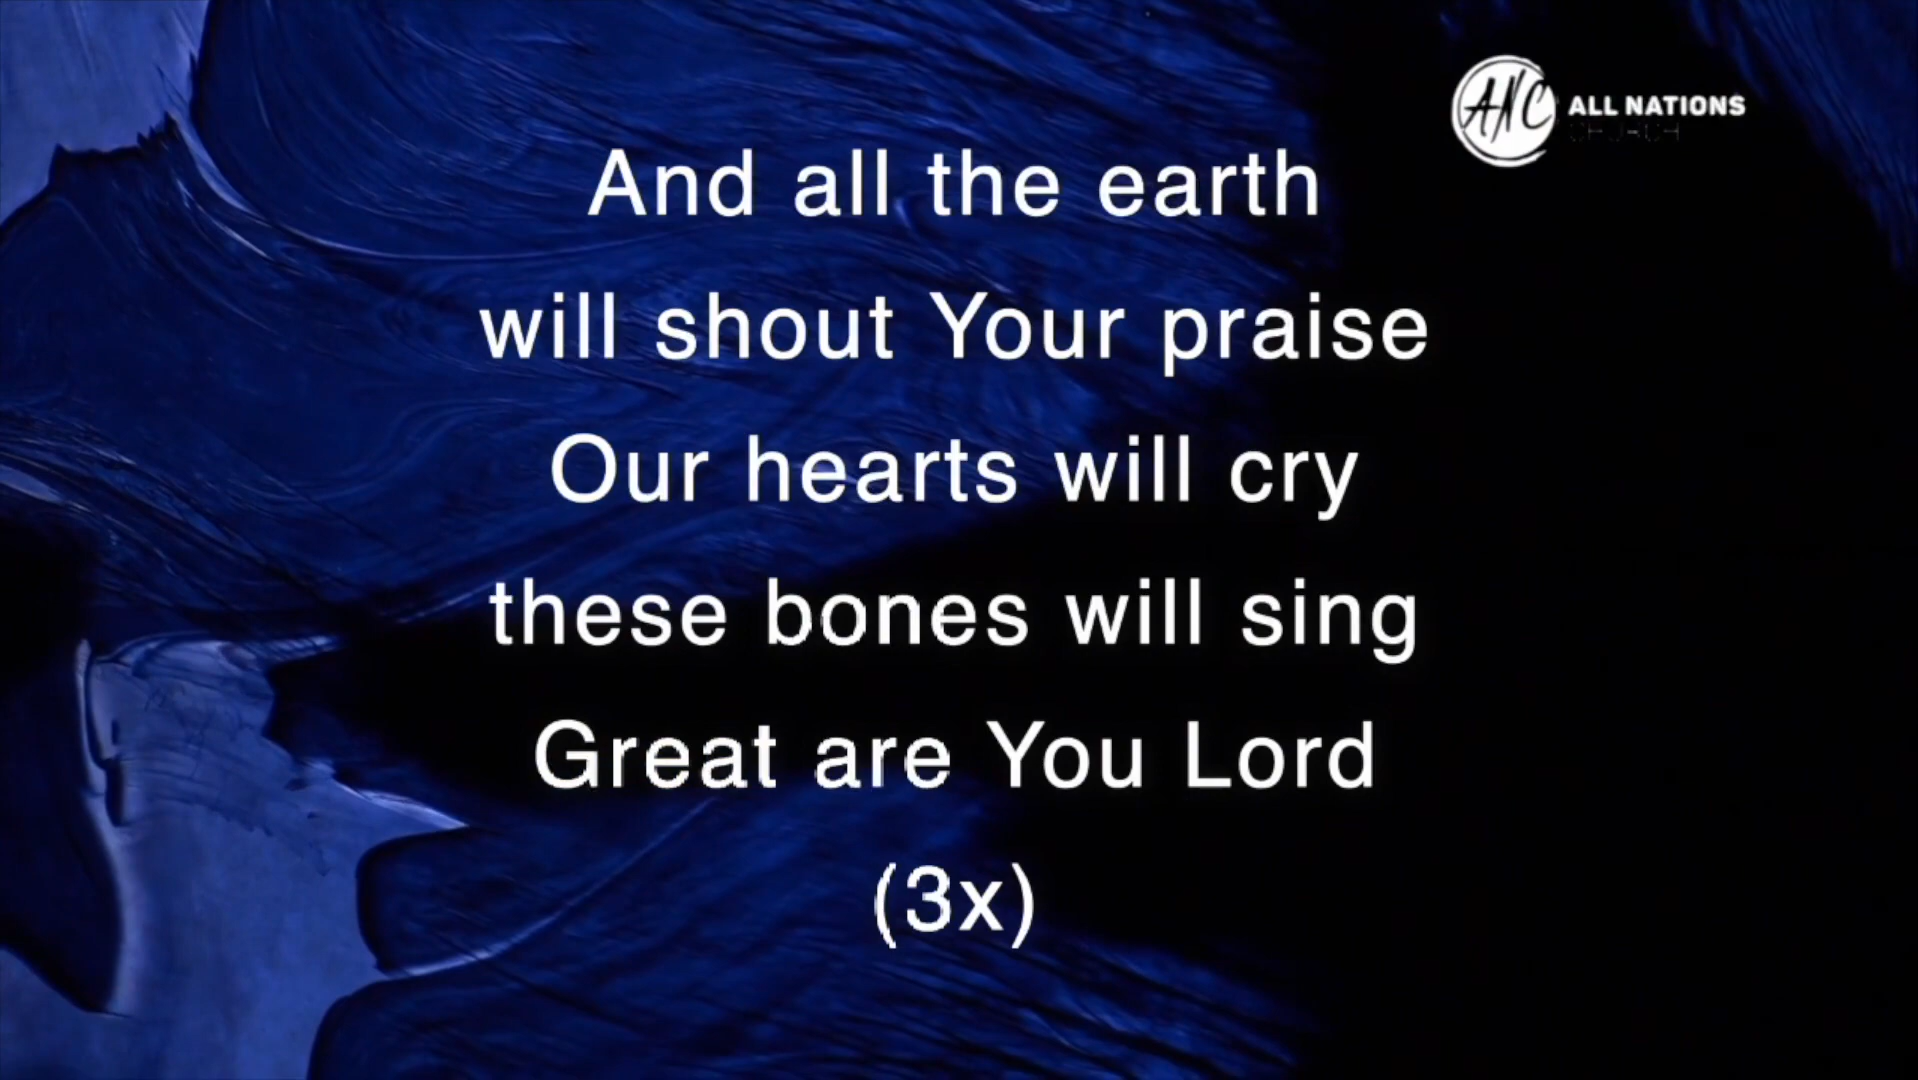 ANC ALL NATIONS
CHURCH
And all the earth
will shout Your praise
Our hearts will cry
these bones will sing
Great are You Lord
(3x)